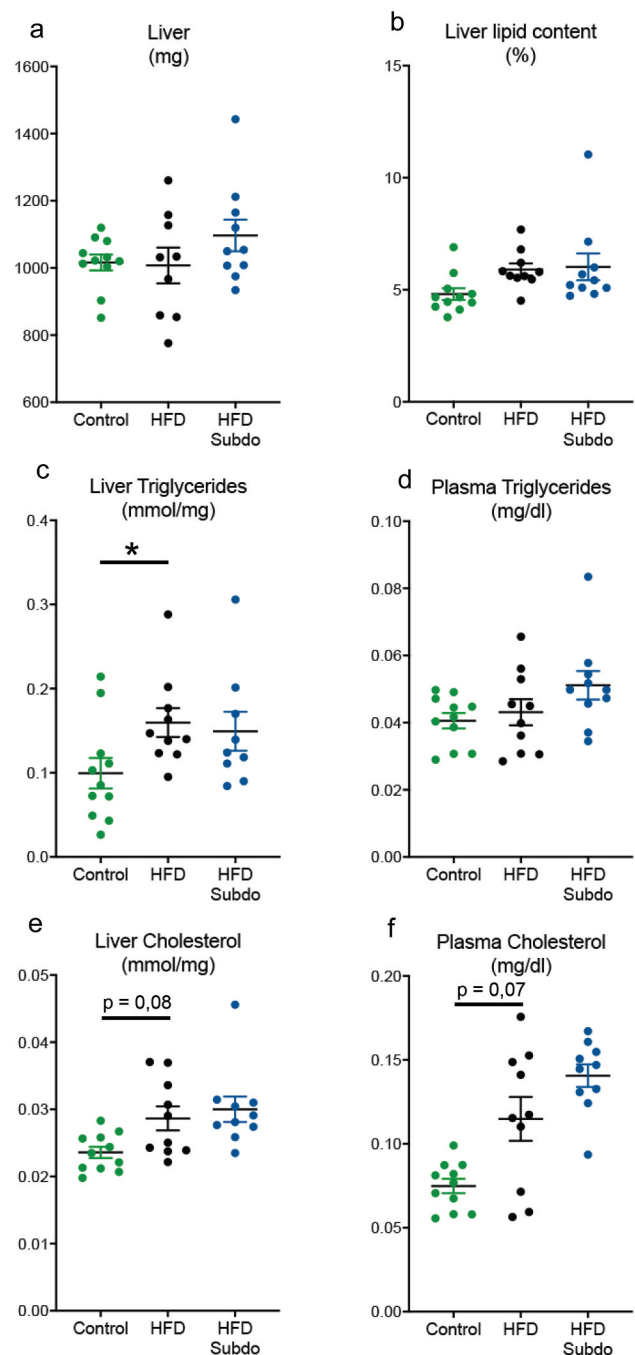 a
Liver
(mg)
1600
1400
1200
1000
800
600
Control
HFD
HFD
Subdo
b
Liver lipid content
(%)
15
10
5
0
Control
HFD
HFD
Subdo
c
Liver Triglycerides
(mmol/mg)
0.4
0.3
0.2
0.1
0.0
*
Control
HFD
HFD
Subdo
d
Plasma Triglycerides
(mg/dl)
0.10
0.08
0.06
0.04
0.02
0.00
Control
HFD
HFD
Subdo
e
Liver Cholesterol
(mmol/mg)
0.05
0.04
0.03
0.02
0.01
0.00
p = 0,08
Control
HFD
HFD
Subdo
f
Plasma Cholesterol
(mg/dl)
0.20
0.15
0.10
0.05
0.00
p = 0,07
Control
HFD
HFD
Subdo